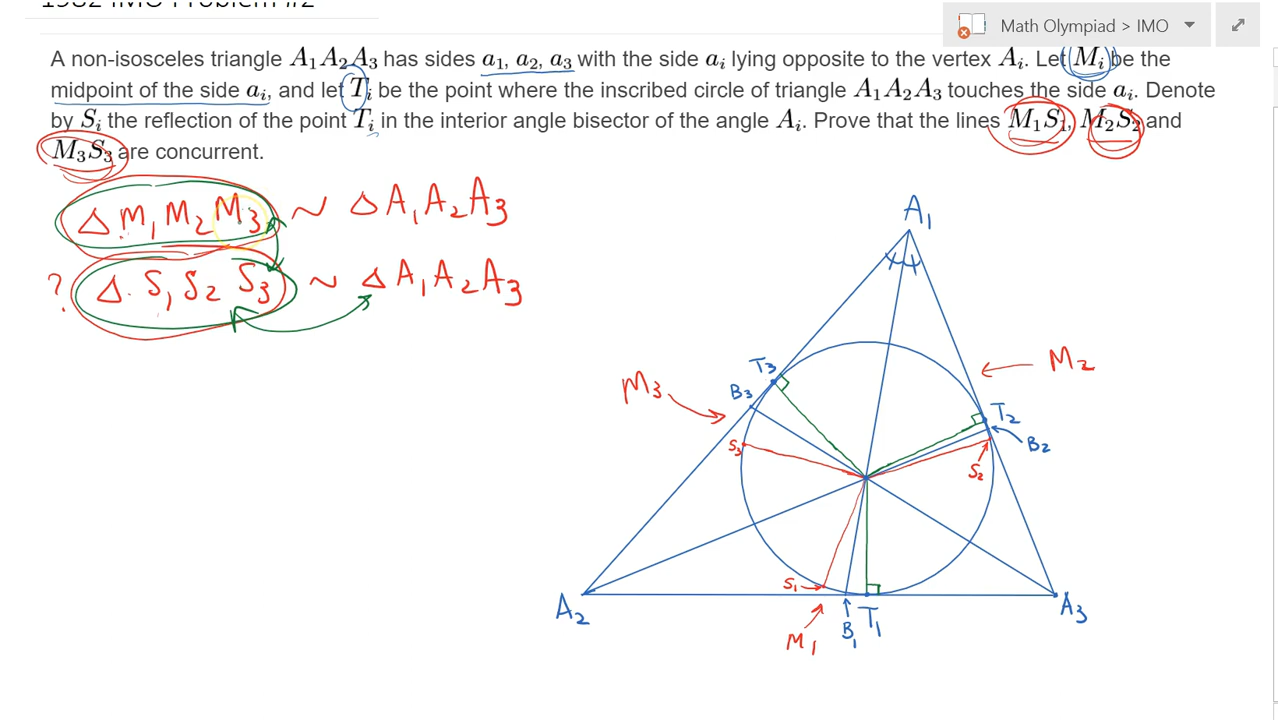 1982 IMO Problem #2
Math Olympiad > IMO
A non-isosceles triangle A₁A₂A₃ has sides a₁, a₂, a₃ with the side aᵢ lying opposite to the vertex Aᵢ. Let Mᵢ be the
midpoint of the side aᵢ, and let Tᵢ be the point where the inscribed circle of triangle A₁A₂A₃ touches the side aᵢ. Denote
by Sᵢ the reflection of the point Tᵢ in the interior angle bisector of the angle Aᵢ. Prove that the lines M₁S₁, M₂S₂ and
M₃S₃ are concurrent.
△ M₁M₂M₃ ~ △ A₁A₂A₃
? △. S₁S₂S₃ ~ △ A₁A₂A₃
A₁
T₃
M₂
M₃
B₃
T₂
B₂
S₃
S₂
S₁
A₂
A₃
M₁
B₁
T₁